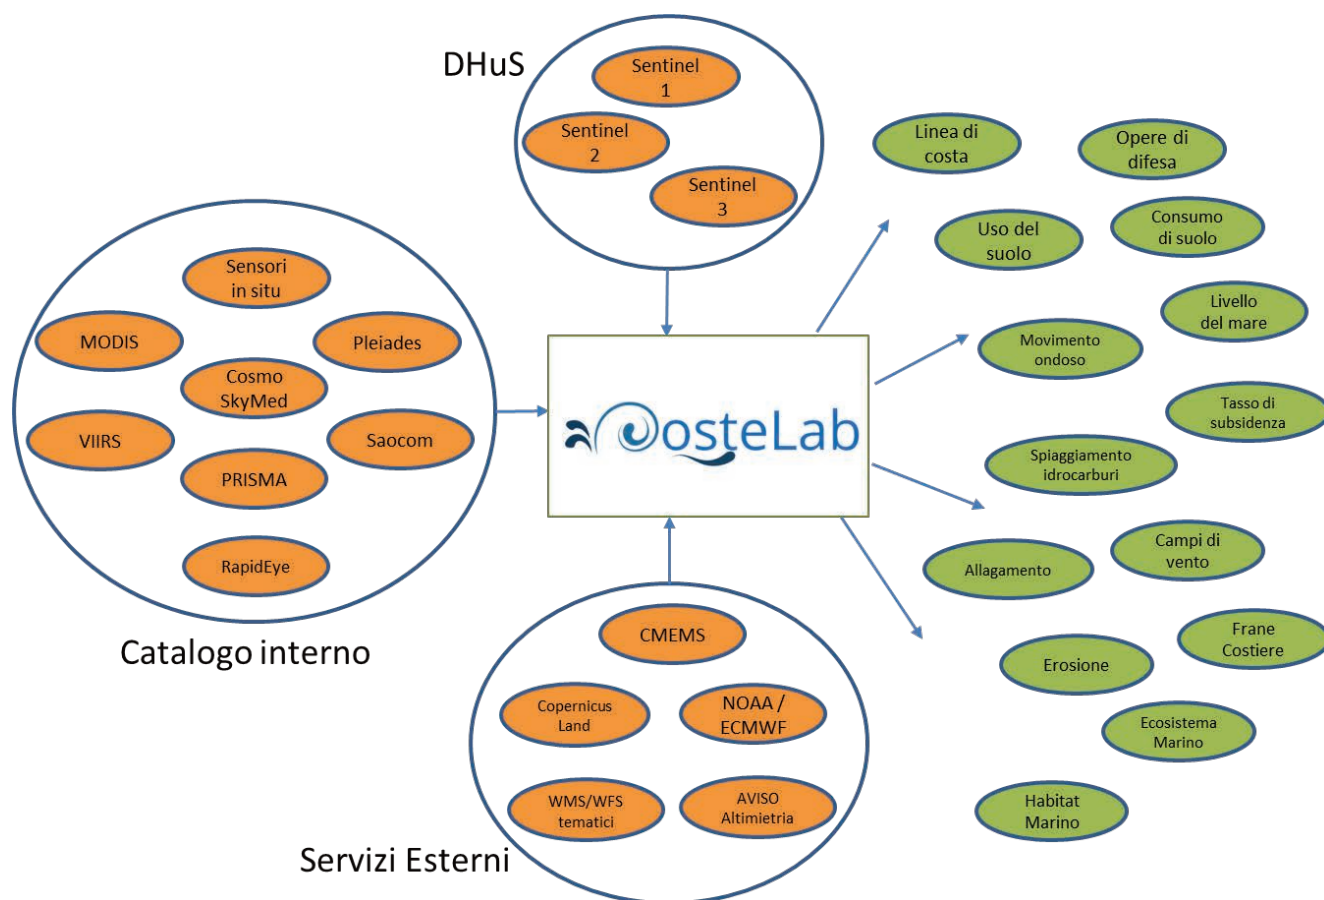 DHuS
Sentinel
1
Sentinel
2
Sentinel
3
Sensori
in situ
MODIS
Pleiades
Cosmo
SkyMed
VIIRS
Saocom
PRISMA
RapidEye
Catalogo interno
CosteLab
CMEMS
Copernicus
Land
NOAA /
ECMWF
WMS/WFS
tematici
AVISO
Altimietria
Servizi Esterni
Linea di
costa
Opere di
difesa
Uso del
suolo
Consumo
di suolo
Livello
del mare
Movimento
ondoso
Tasso di
subsidenza
Spiaggiamento
idrocarburi
Campi di
vento
Allagamento
Frane
Costiere
Erosione
Ecosistema
Marino
Habitat
Marino